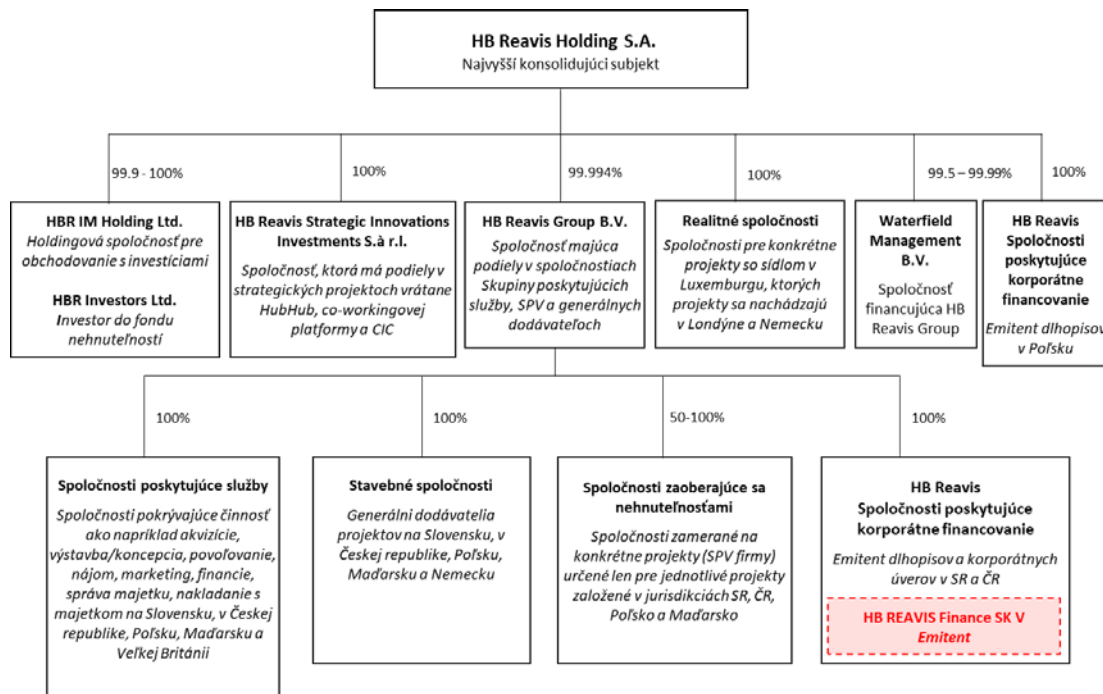 HB Reavis Holding S.A.
Najvyšší konsolidujúci subjekt
99.9 - 100%
100%
99.994%
100%
99.5 – 99.99%
100%
HBR IM Holding Ltd.
Holdingová spoločnosť pre
obchodovanie s investíciami
HBR Investors Ltd.
Investor do fondu
nehnuteľností
HB Reavis Strategic Innovations
Investments S.à r.l.
Spoločnosť, ktorá má podiely v
strategických projektoch vrátane
HubHub, co-workingovej
platformy a CIC
HB Reavis Group B.V.
Spoločnosť majúca
podiely v spoločnostiach
Skupiny poskytujúcich
služby, SPV a generálnych
dodávateľoch
Realitné spoločnosti
Spoločnosti pre konkrétne
projekty so sídlom v
Luxemburgu, ktorých
projekty sa nachádzajú
v Londýne a Nemecku
Waterfield
Management
B.V.
Spoločnosť
financujúca HB
Reavis Group
HB Reavis
Spoločnosti
poskytujúce
korporátne
financovanie
Emitent dlhopisov
v Poľsku
100%
100%
50-100%
100%
Spoločnosti poskytujúce služby
Spoločnosti pokrývajúce činnosť
ako napríklad akvizície,
výstavba/koncepcia, povoľovanie,
nájom, marketing, financie,
správa majetku, nakladanie s
majetkom na Slovensku, v Českej
republike, Poľsku, Maďarsku a
Veľkej Británii
Stavebné spoločnosti
Generálni dodávatelia
projektov na Slovensku, v
Českej republike, Poľsku,
Maďarsku a Nemecku
Spoločnosti zaoberajúce sa
nehnuteľnosťami
Spoločnosti zamerané na
konkrétne projekty (SPV firmy)
určené len pre jednotlivé projekty
založené v jurisdikciách SR, ČR,
Poľsko a Maďarsko
HB Reavis
Spoločnosti poskytujúce
korporátne financovanie
Emitent dlhopisov a korporátnych
úverov v SR a ČR
HB REAVIS Finance SK V
Emitent